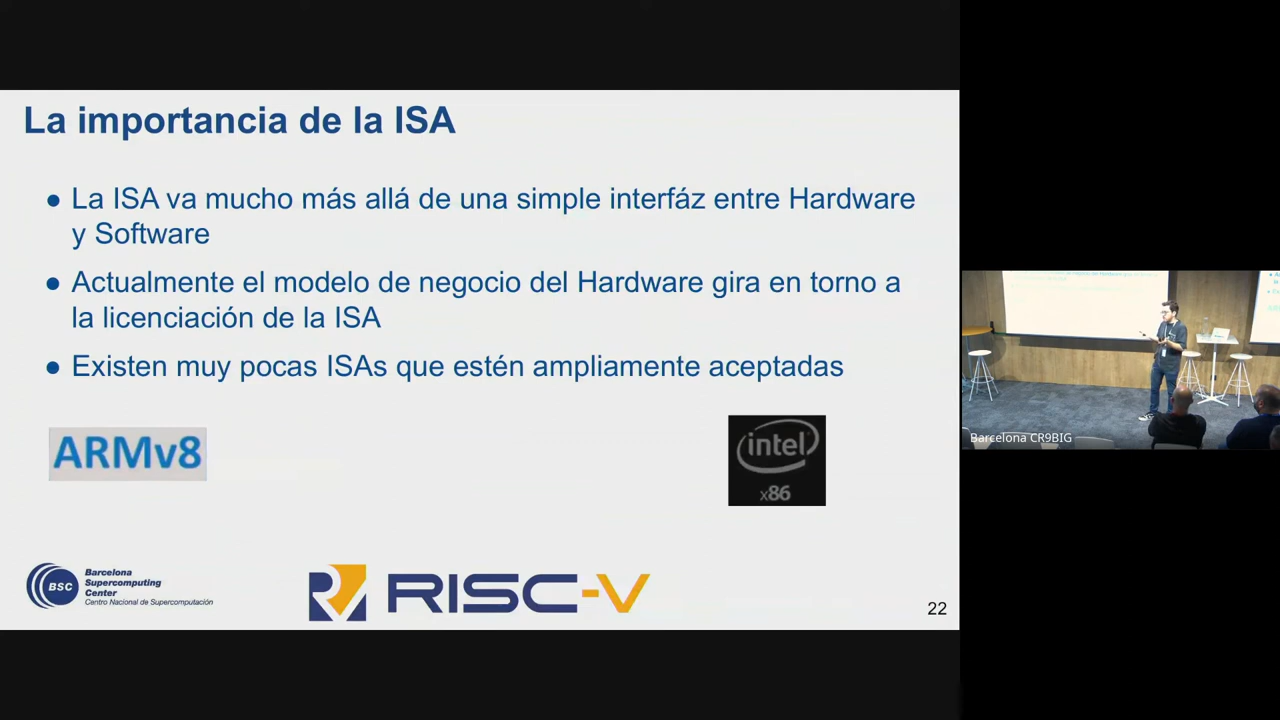 La importancia de la ISA
● La ISA va mucho más allá de una simple interfáz entre Hardware
y Software
● Actualmente el modelo de negocio del Hardware gira en torno a
la licenciación de la ISA
● Existen muy pocas ISAs que estén ampliamente aceptadas
ARMv8
intel
x86
BSC
Barcelona
Supercomputing
Center
Centro Nacional de Supercomputación
RISC-V
22
Barcelona CR9BIG